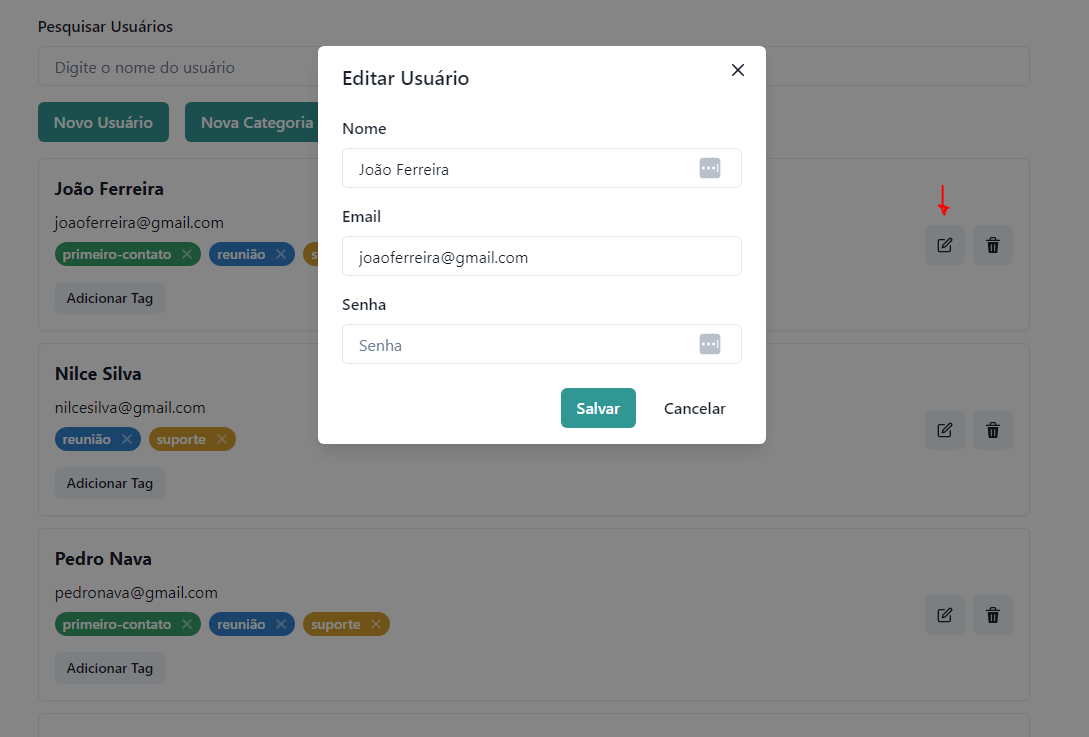 Pesquisar Usuários
Digite o nome do usuário
Novo Usuário
Nova Categoria
João Ferreira
joaoferreira@gmail.com
primeiro-contato
reunião
s
Adicionar Tag
Editar Usuário
Nome
João Ferreira
Email
joaoferreira@gmail.com
Senha
Senha
Salvar
Cancelar
Nilce Silva
nilcesilva@gmail.com
reunião
suporte
Adicionar Tag
Pedro Nava
pedronava@gmail.com
primeiro-contato
reunião
suporte
Adicionar Tag